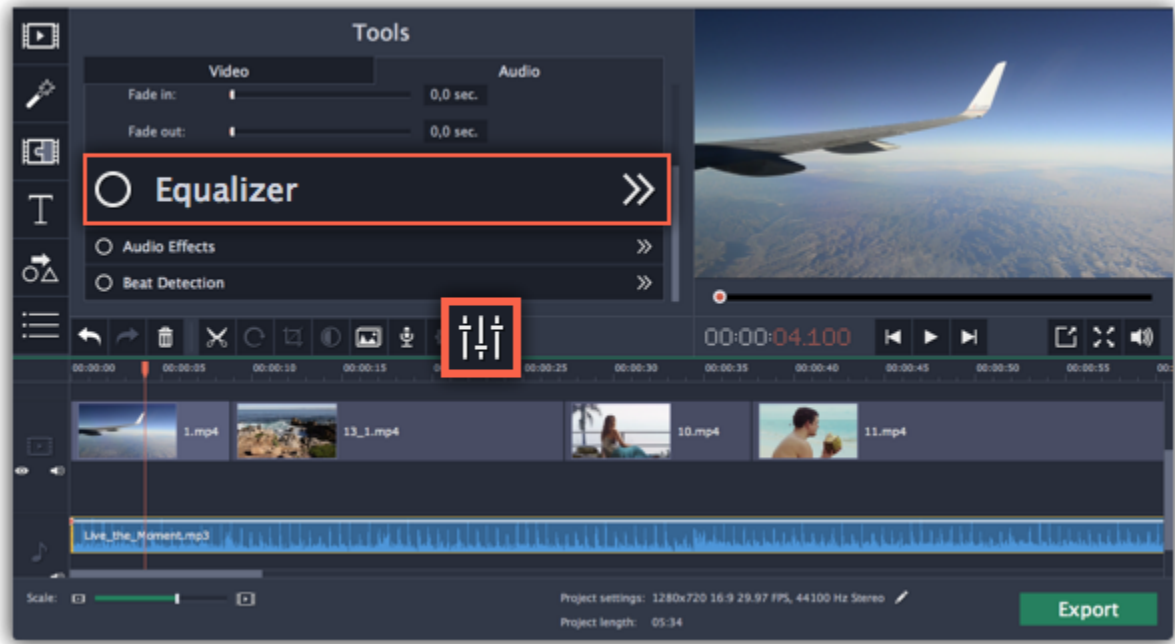 Tools
Video Audio
Fade in: 0,0 sec.
Fade out: 0,0 sec.
Equalizer
Audio Effects
Beat Detection
T
00:00:04.100
00:00:00 00:00:05 00:00:10 00:00:15 00:00:25 00:00:30 00:00:35 00:00:40 00:00:45 00:00:50 00:00:55
1.mp4 13_1.mp4 10.mp4 11.mp4
Live_the_Moment.mp3
Scale:
Project settings: 1280x720 16:9 29.97 FPS, 44100 Hz Stereo
Project length: 05:34
Export